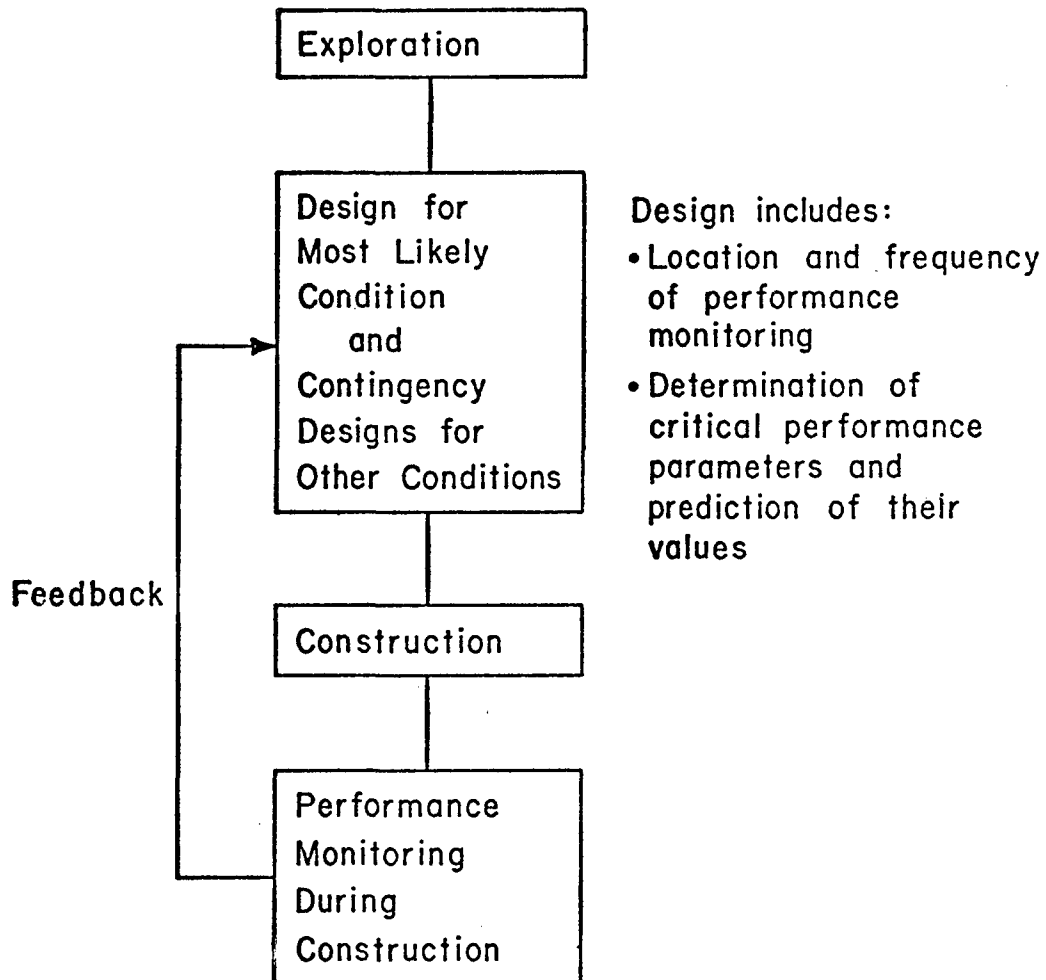 Exploration
Design for
Most Likely
Condition
and
Contingency
Designs for
Other Conditions
Design includes:
• Location and frequency
of performance
monitoring
• Determination of
critical performance
parameters and
prediction of their
values
Feedback
Construction
Performance
Monitoring
During
Construction